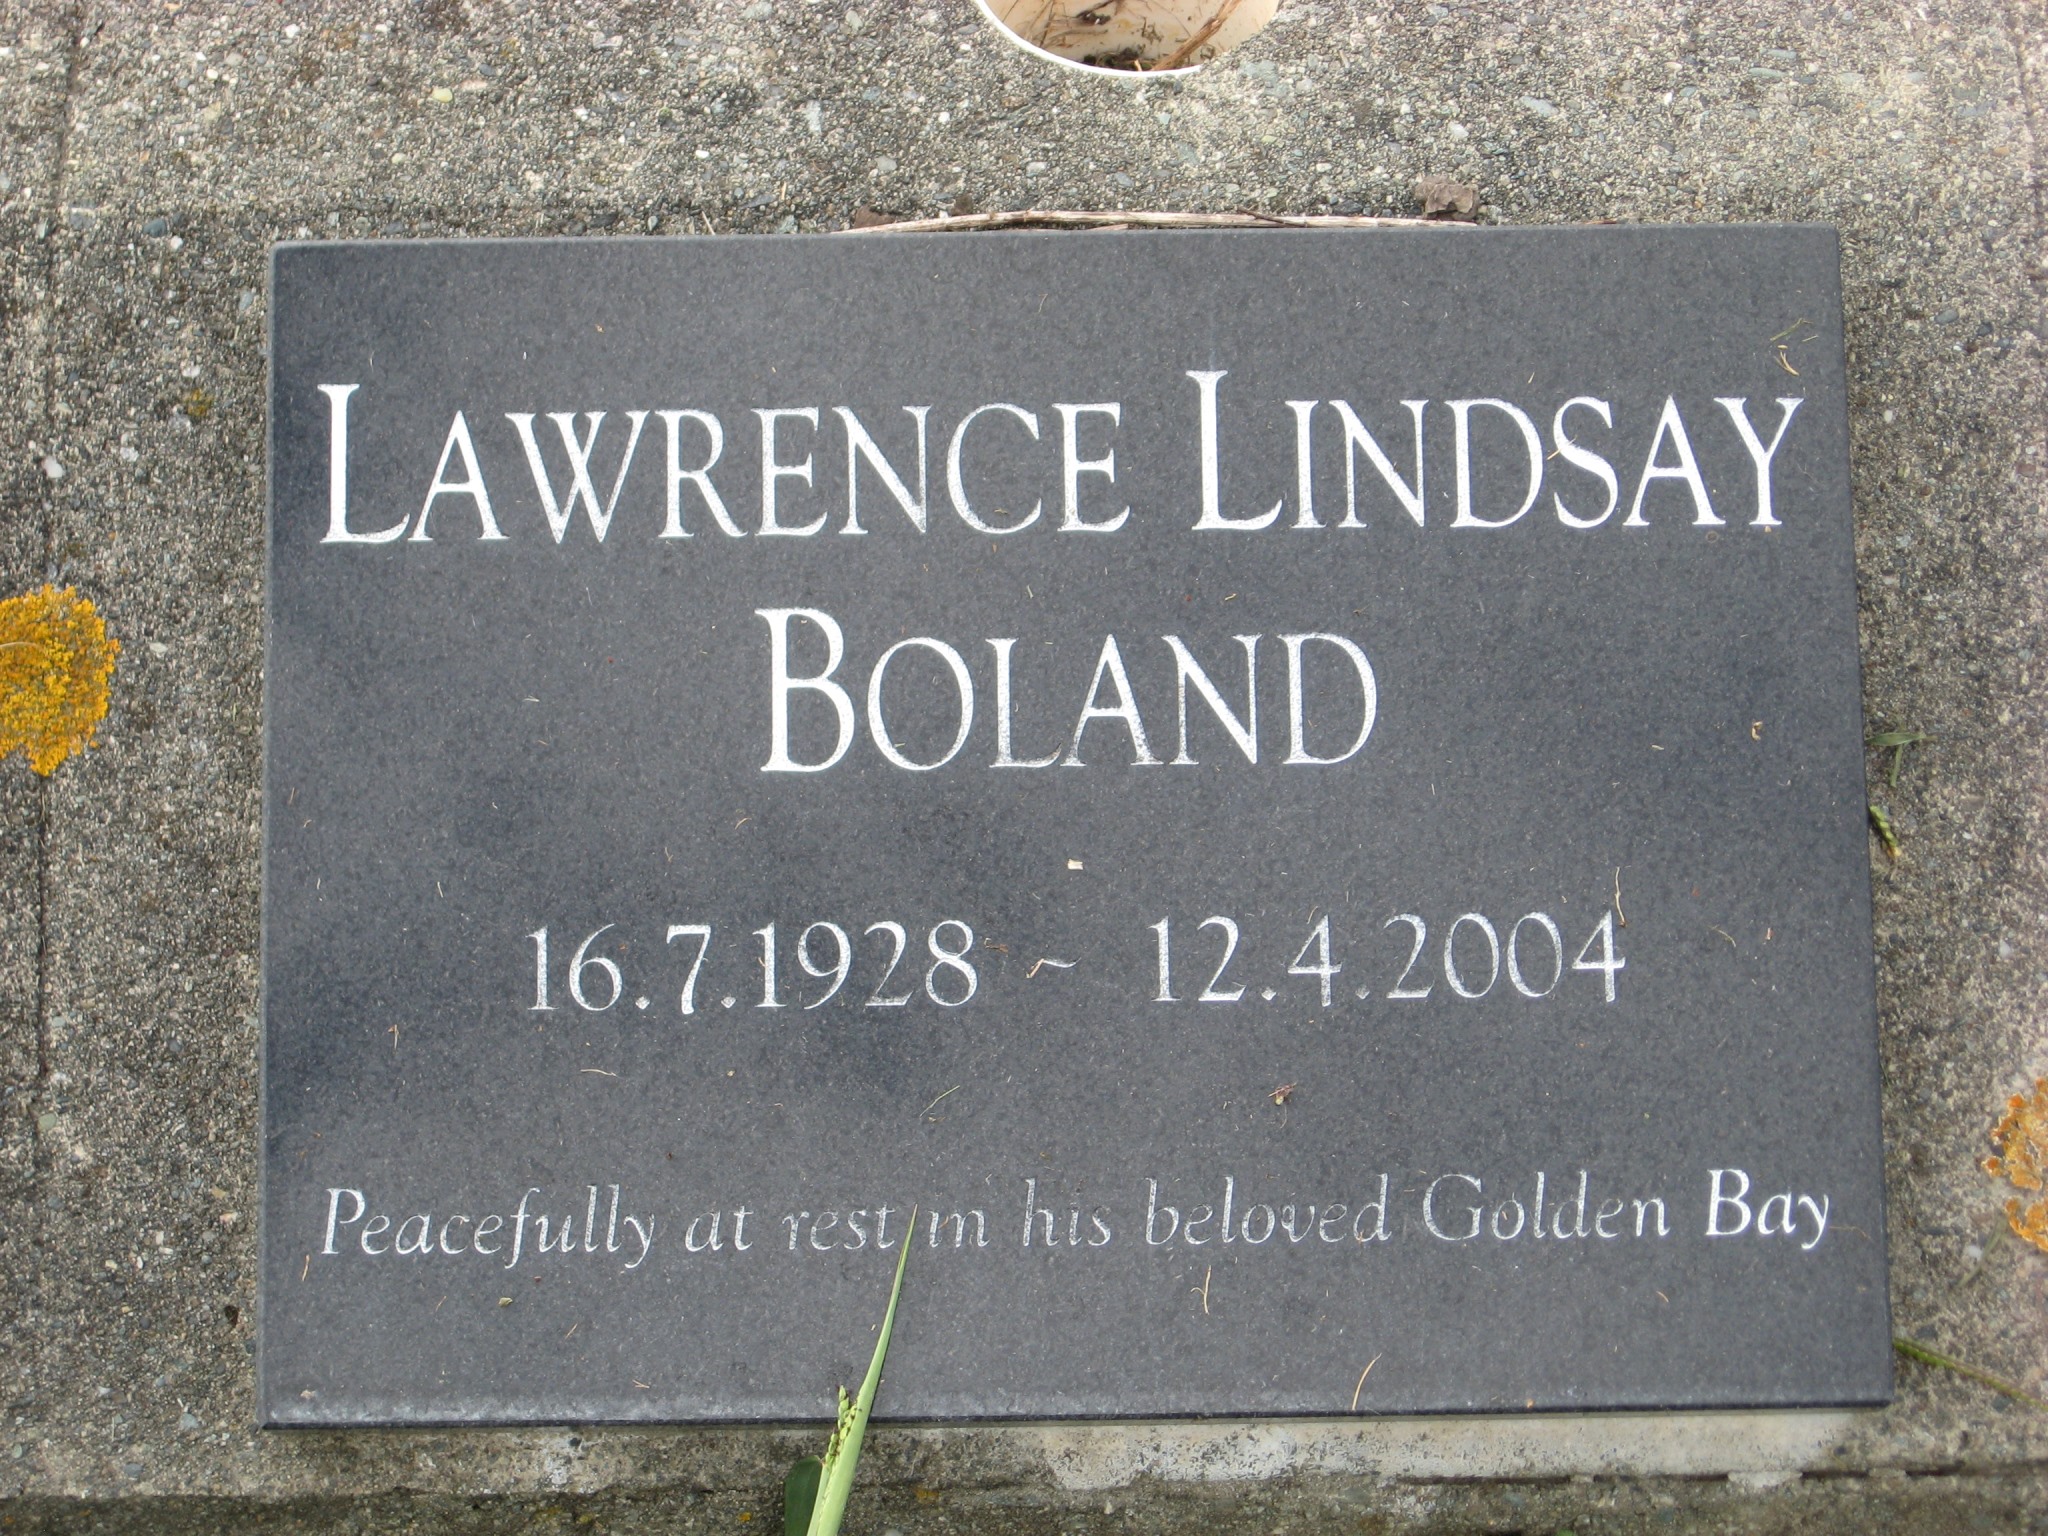 LAWRENCE LINDSAY
BOLAND
16.7.1928 ~ 12.4.2004
Peacefully at rest in his beloved Golden Bay